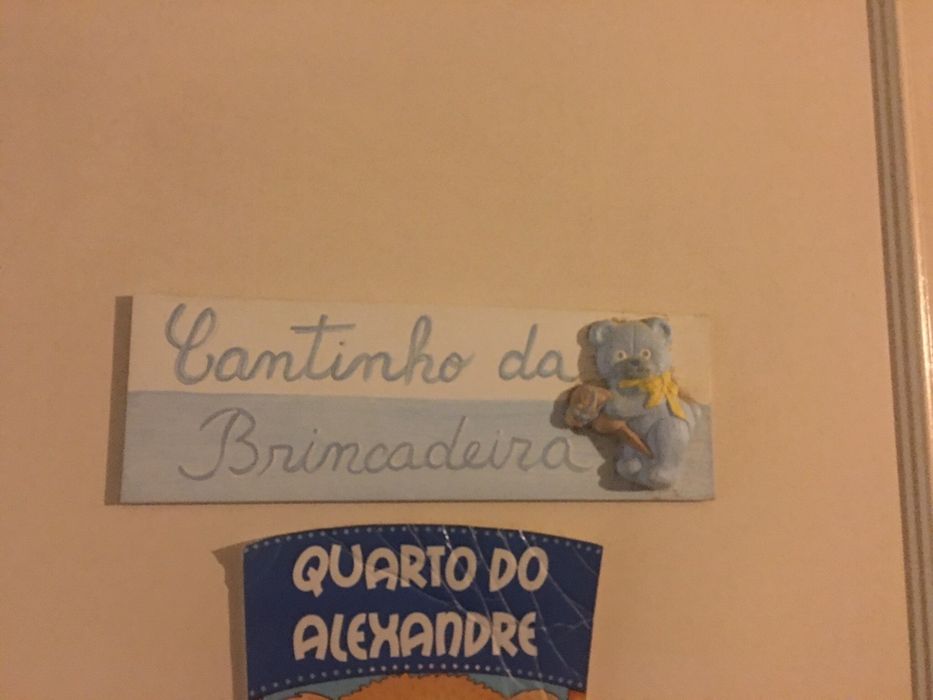 Cantinho da
Brincadeira
QUARTO DO
ALEXANDRE